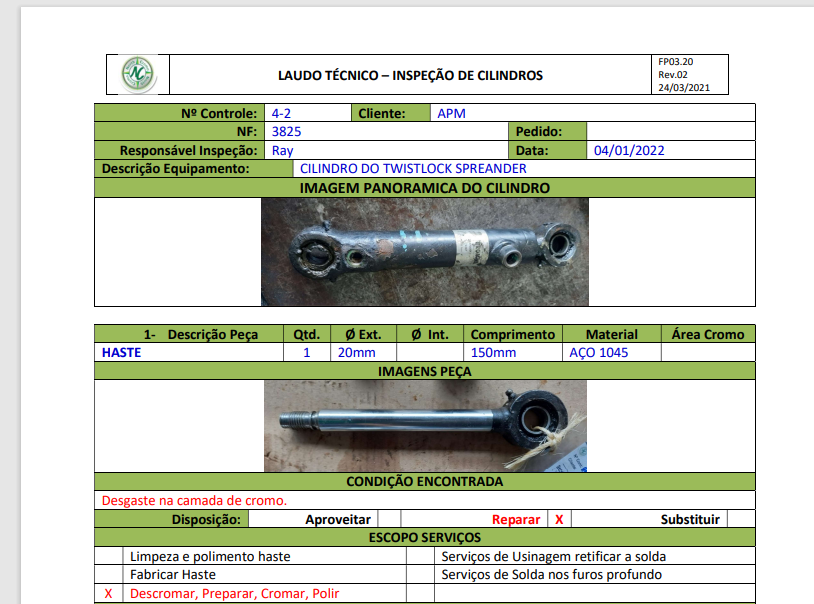 LAUDO TÉCNICO – INSPEÇÃO DE CILINDROS
FP03.20
Rev.02
24/03/2021
Nº Controle: 4-2 Cliente: APM
NF: 3825 Pedido:
Responsável Inspeção: Ray Data: 04/01/2022
Descrição Equipamento: CILINDRO DO TWISTLOCK SPREANDER
IMAGEM PANORAMICA DO CILINDRO
1- Descrição Peça Qtd. Ø Ext. Ø Int. Comprimento Material Área Cromo
HASTE 1 20mm 150mm AÇO 1045
IMAGENS PEÇA
CONDIÇÃO ENCONTRADA
Desgaste na camada de cromo.
Disposição: Aproveitar Reparar X Substituir
ESCOPO SERVIÇOS
Limpeza e polimento haste Serviços de Usinagem retificar a solda
Fabricar Haste Serviços de Solda nos furos profundo
X Descromar, Preparar, Cromar, Polir